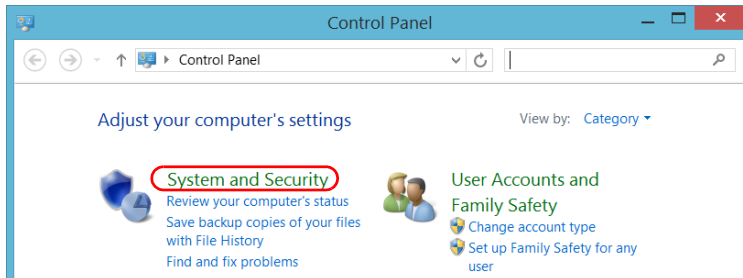 Control Panel
Control Panel
Adjust your computer's settings
View by: Category
System and Security
Review your computer's status
Save backup copies of your files
with File History
Find and fix problems
User Accounts and
Family Safety
Change account type
Set up Family Safety for any
user